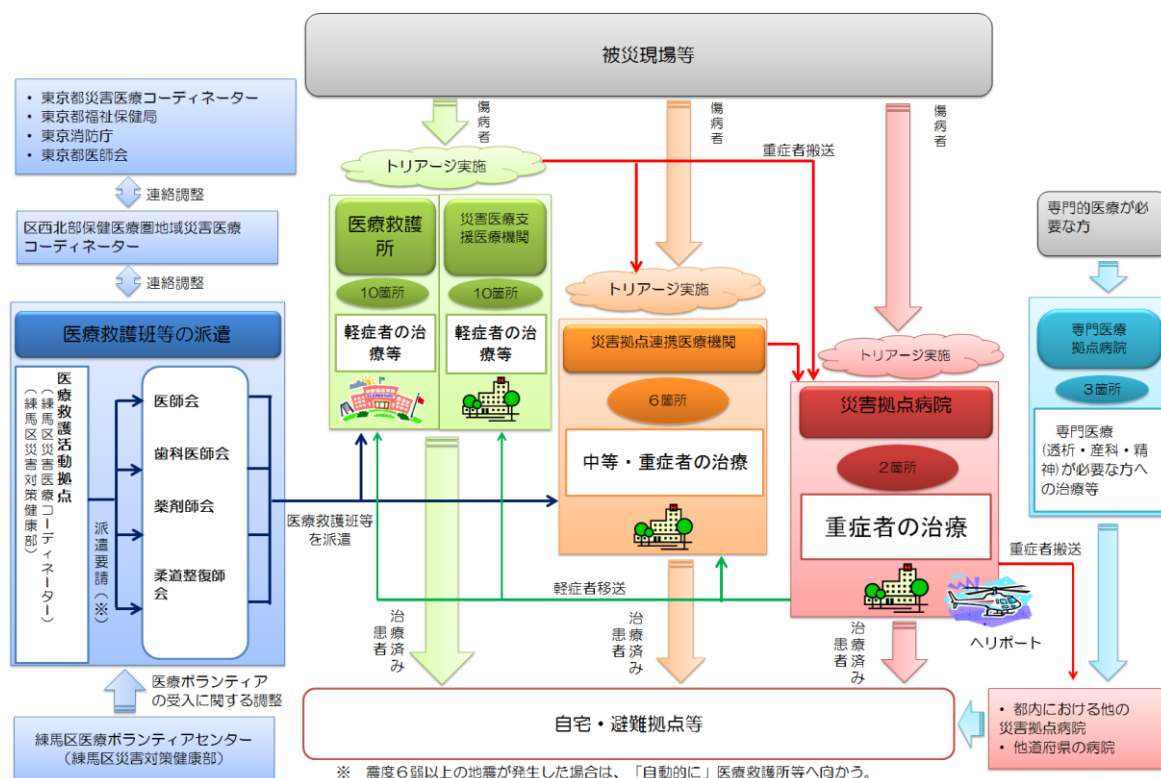 被災現場等
・ 東京都災害医療コーディネーター
・ 東京都福祉保健局
・ 東京消防庁
・ 東京都医師会
連絡調整
区西北部保健医療圏地域災害医療
コーディネーター
連絡調整
医療救護班等の派遣
医療救護活動拠点
(練馬区災害医療コーディネーター)
(練馬区災害対策健康部)
派遣要請(※)
医師会
歯科医師会
薬剤師会
柔道整復師
会
医療救護班等
を派遣
医療ボランティア
の受入に関する調整
練馬区医療ボランティアセンター
(練馬区災害対策健康部)
傷病者
傷病者
傷病者
トリアージ実施
重症者搬送
医療救護
所
10箇所
軽症者の治
療等
災害医療支
援医療機関
10箇所
軽症者の治
療等
トリアージ実施
災害拠点連携医療機関
6箇所
中等・重症者の治療
トリアージ実施
災害拠点病院
2箇所
重症者の治療
軽症者移送
ヘリポート
重症者搬送
専門的医療が必
要な方
専門医療
拠点病院
3箇所
専門医療
(透析・産科・精
神)が必要な方へ
の治療等
治療済み
患者
治療済み
患者
治療済み
患者
自宅・避難拠点等
・ 都内における他の
災害拠点病院
・ 他道府県の病院
※ 震度6弱以上の地震が発生した場合は、「自動的に」医療救護所等へ向かう。